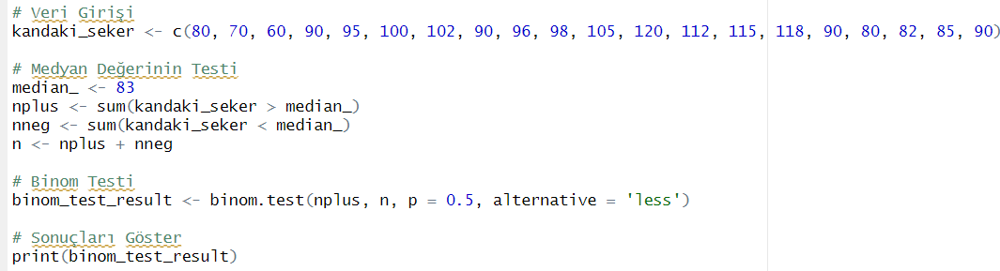 # Veri Girişi
kandaki_seker <- c(80, 70, 60, 90, 95, 100, 102, 90, 96, 98, 105, 120, 112, 115, 118, 90, 80, 82, 85, 90)
# Medyan Değerinin Testi
median_ <- 83
nplus <- sum(kandaki_seker > median_)
nneg <- sum(kandaki_seker < median_)
n <- nplus + nneg
# Binom Testi
binom_test_result <- binom.test(nplus, n, p = 0.5, alternative = 'less')
# Sonuçları Göster
print(binom_test_result)